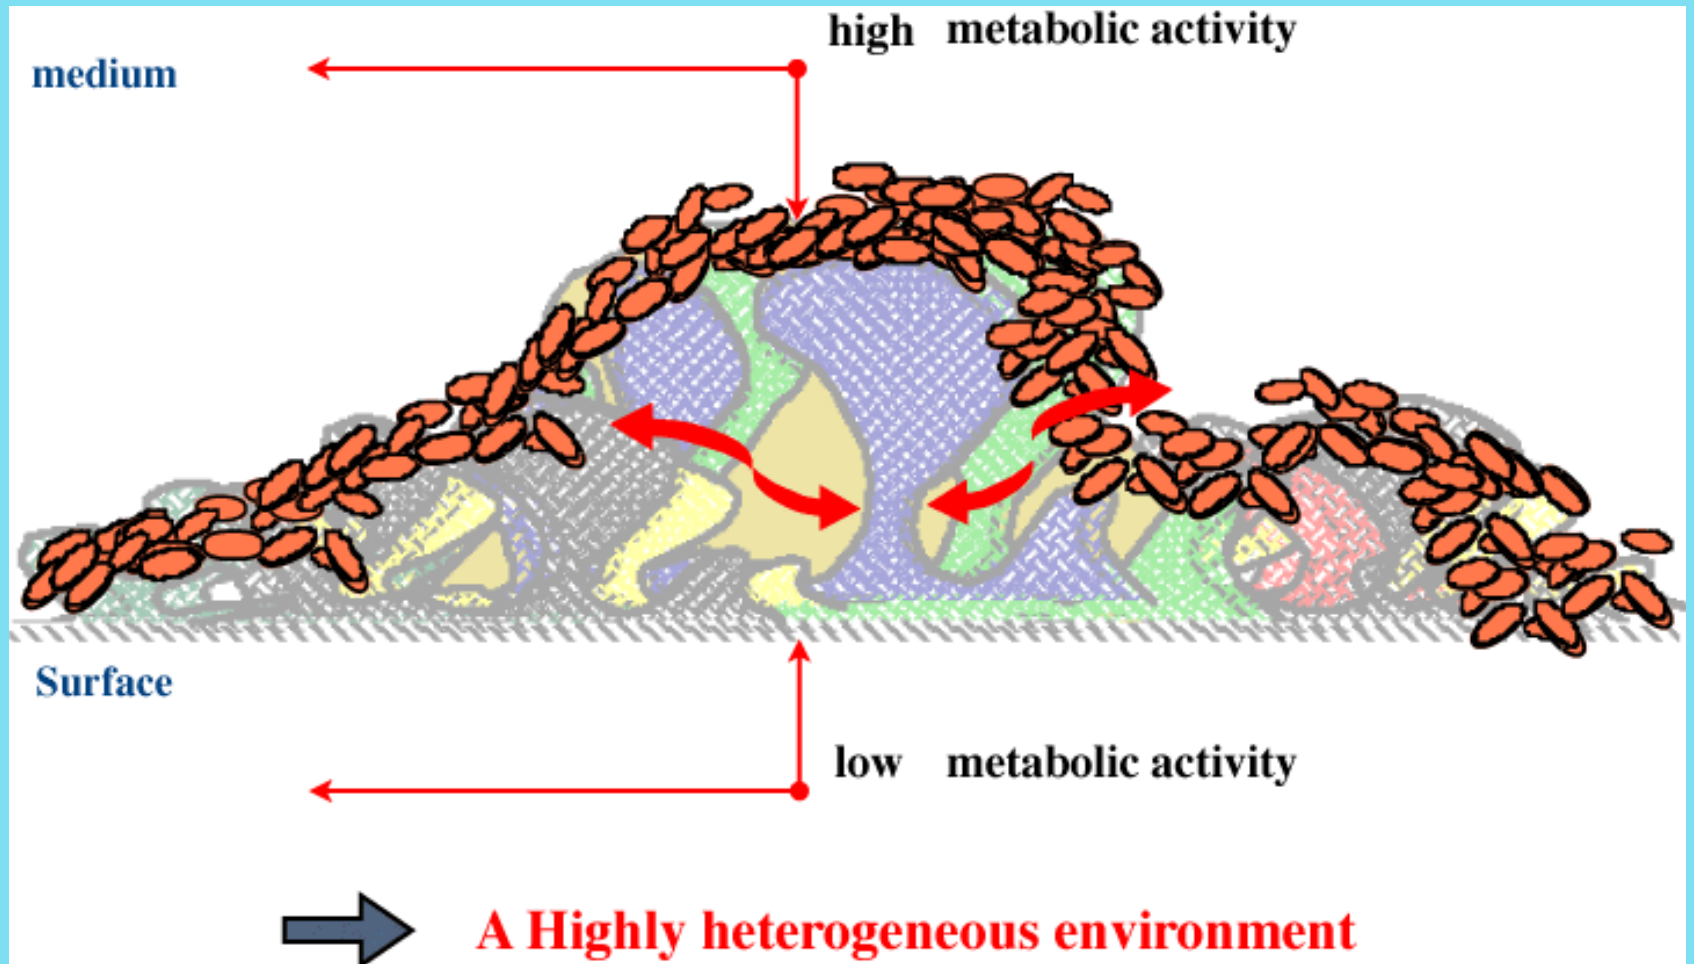 high metabolic activity
medium
Surface
low metabolic activity
A Highly heterogeneous environment